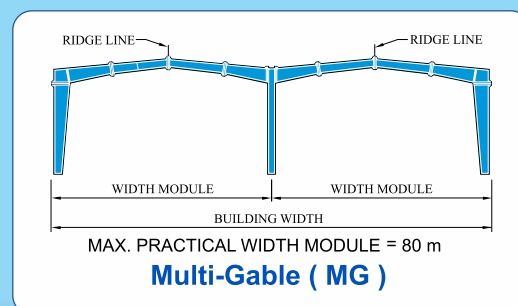 RIDGE LINE
RIDGE LINE
WIDTH MODULE
WIDTH MODULE
BUILDING WIDTH
MAX. PRACTICAL WIDTH MODULE = 80 m
Multi-Gable ( MG )